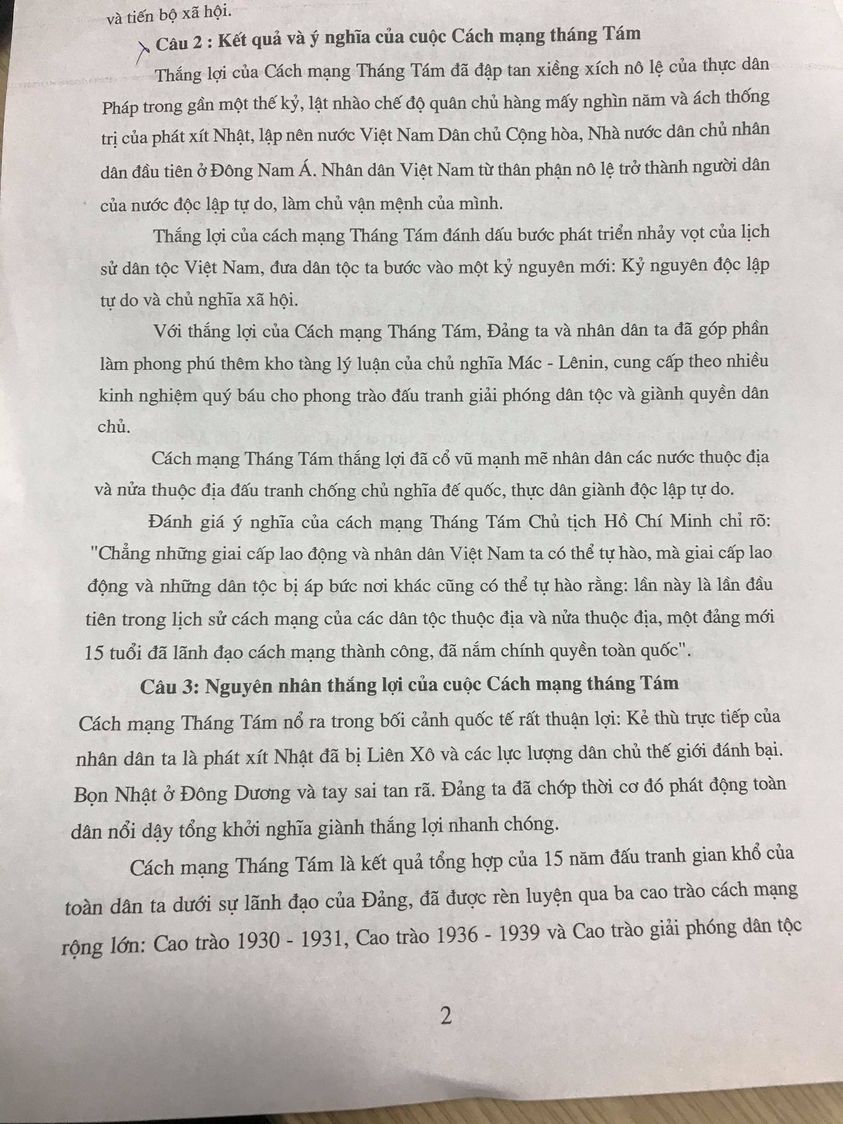 và tiến bộ xã hội.
Câu 2 : Kết quả và ý nghĩa của cuộc Cách mạng tháng Tám
Thắng lợi của Cách mạng Tháng Tám đã đập tan xiềng xích nô lệ của thực dân
Pháp trong gần một thế kỷ, lật nhào chế độ quân chủ hàng mấy nghìn năm và ách thống
trị của phát xít Nhật, lập nên nước Việt Nam Dân chủ Cộng hòa, Nhà nước dân chủ nhân
dân đầu tiên ở Đông Nam Á. Nhân dân Việt Nam từ thân phận nô lệ trở thành người dân
của nước độc lập tự do, làm chủ vận mệnh của mình.
Thắng lợi của cách mạng Tháng Tám đánh dấu bước phát triển nhảy vọt của lịch
sử dân tộc Việt Nam, đưa dân tộc ta bước vào một kỷ nguyên mới: Kỷ nguyên độc lập
tự do và chủ nghĩa xã hội.
Với thắng lợi của Cách mạng Tháng Tám, Đảng ta và nhân dân ta đã góp phần
làm phong phú thêm kho tàng lý luận của chủ nghĩa Mác - Lênin, cung cấp theo nhiều
kinh nghiệm quý báu cho phong trào đấu tranh giải phóng dân tộc và giành quyền dân
chủ.
Cách mạng Tháng Tám thắng lợi đã cổ vũ mạnh mẽ nhân dân các nước thuộc địa
và nửa thuộc địa đấu tranh chống chủ nghĩa đế quốc, thực dân giành độc lập tự do.
Đánh giá ý nghĩa của cách mạng Tháng Tám Chủ tịch Hồ Chí Minh chỉ rõ:
"Chẳng những giai cấp lao động và nhân dân Việt Nam ta có thể tự hào, mà giai cấp lao
động và những dân tộc bị áp bức nơi khác cũng có thể tự hào rằng: lần này là lần đầu
tiên trong lịch sử cách mạng của các dân tộc thuộc địa và nửa thuộc địa, một đảng mới
15 tuổi đã lãnh đạo cách mạng thành công, đã nắm chính quyền toàn quốc".
Câu 3: Nguyên nhân thắng lợi của cuộc Cách mạng tháng Tám
Cách mạng Tháng Tám nổ ra trong bối cảnh quốc tế rất thuận lợi: Kẻ thù trực tiếp của
nhân dân ta là phát xít Nhật đã bị Liên Xô và các lực lượng dân chủ thế giới đánh bại.
Bọn Nhật ở Đông Dương và tay sai tan rã. Đảng ta đã chớp thời cơ đó phát động toàn
dân nổi dậy tổng khởi nghĩa giành thắng lợi nhanh chóng.
Cách mạng Tháng Tám là kết quả tổng hợp của 15 năm đấu tranh gian khổ của
toàn dân ta dưới sự lãnh đạo của Đảng, đã được rèn luyện qua ba cao trào cách mạng
rộng lớn: Cao trào 1930 - 1931, Cao trào 1936 - 1939 và Cao trào giải phóng dân tộc
2